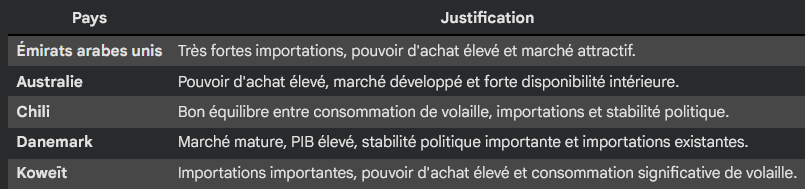 Pays Justification
Émirats arabes unis Très fortes importations, pouvoir d'achat élevé et marché attractif.
Australie Pouvoir d'achat élevé, marché développé et forte disponibilité intérieure.
Chili Bon équilibre entre consommation de volaille, importations et stabilité politique.
Danemark Marché mature, PIB élevé, stabilité politique importante et importations existantes.
Koweït Importations importantes, pouvoir d'achat élevé et consommation significative de volaille.